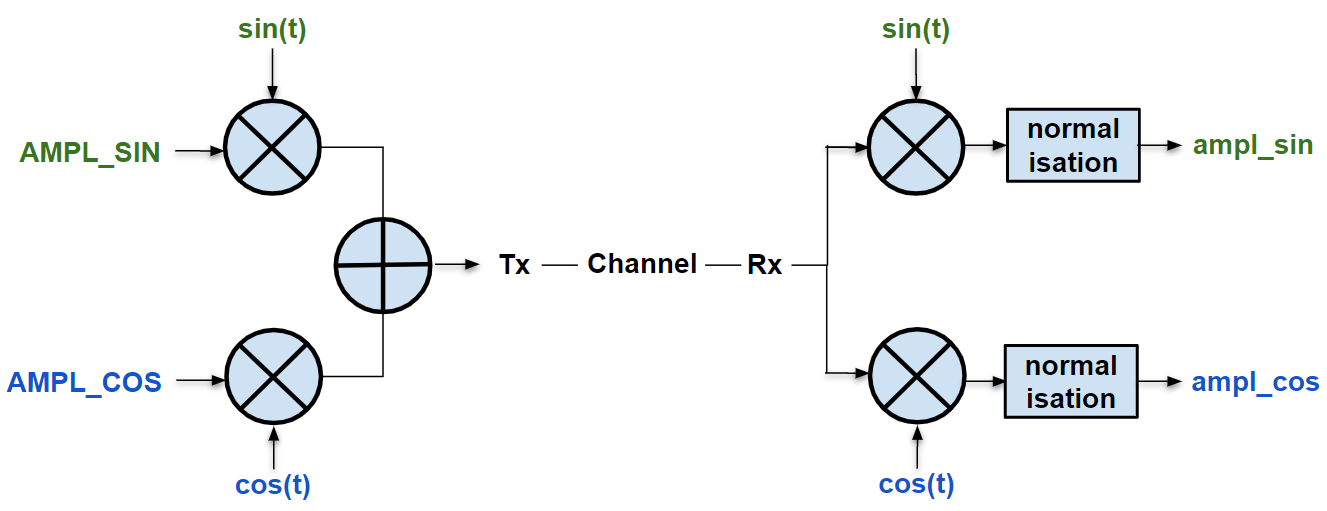 sin(t)
sin(t)
AMPL_SIN
normal
isation
ampl_sin
Tx
Channel
Rx
AMPL_COS
normal
isation
ampl_cos
cos(t)
cos(t)